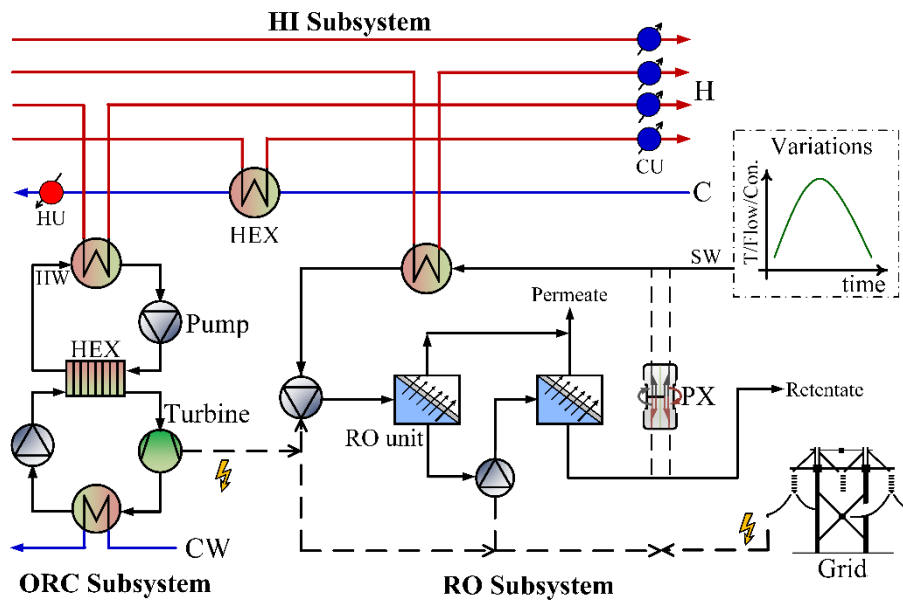 HI Subsystem
H
CU
Variations
T/Flow/Con.
time
C
HU
HEX
SW
HW
Pump
Permeate
HEX
Turbine
PX
Retentate
RO unit
CW
Grid
ORC Subsystem
RO Subsystem